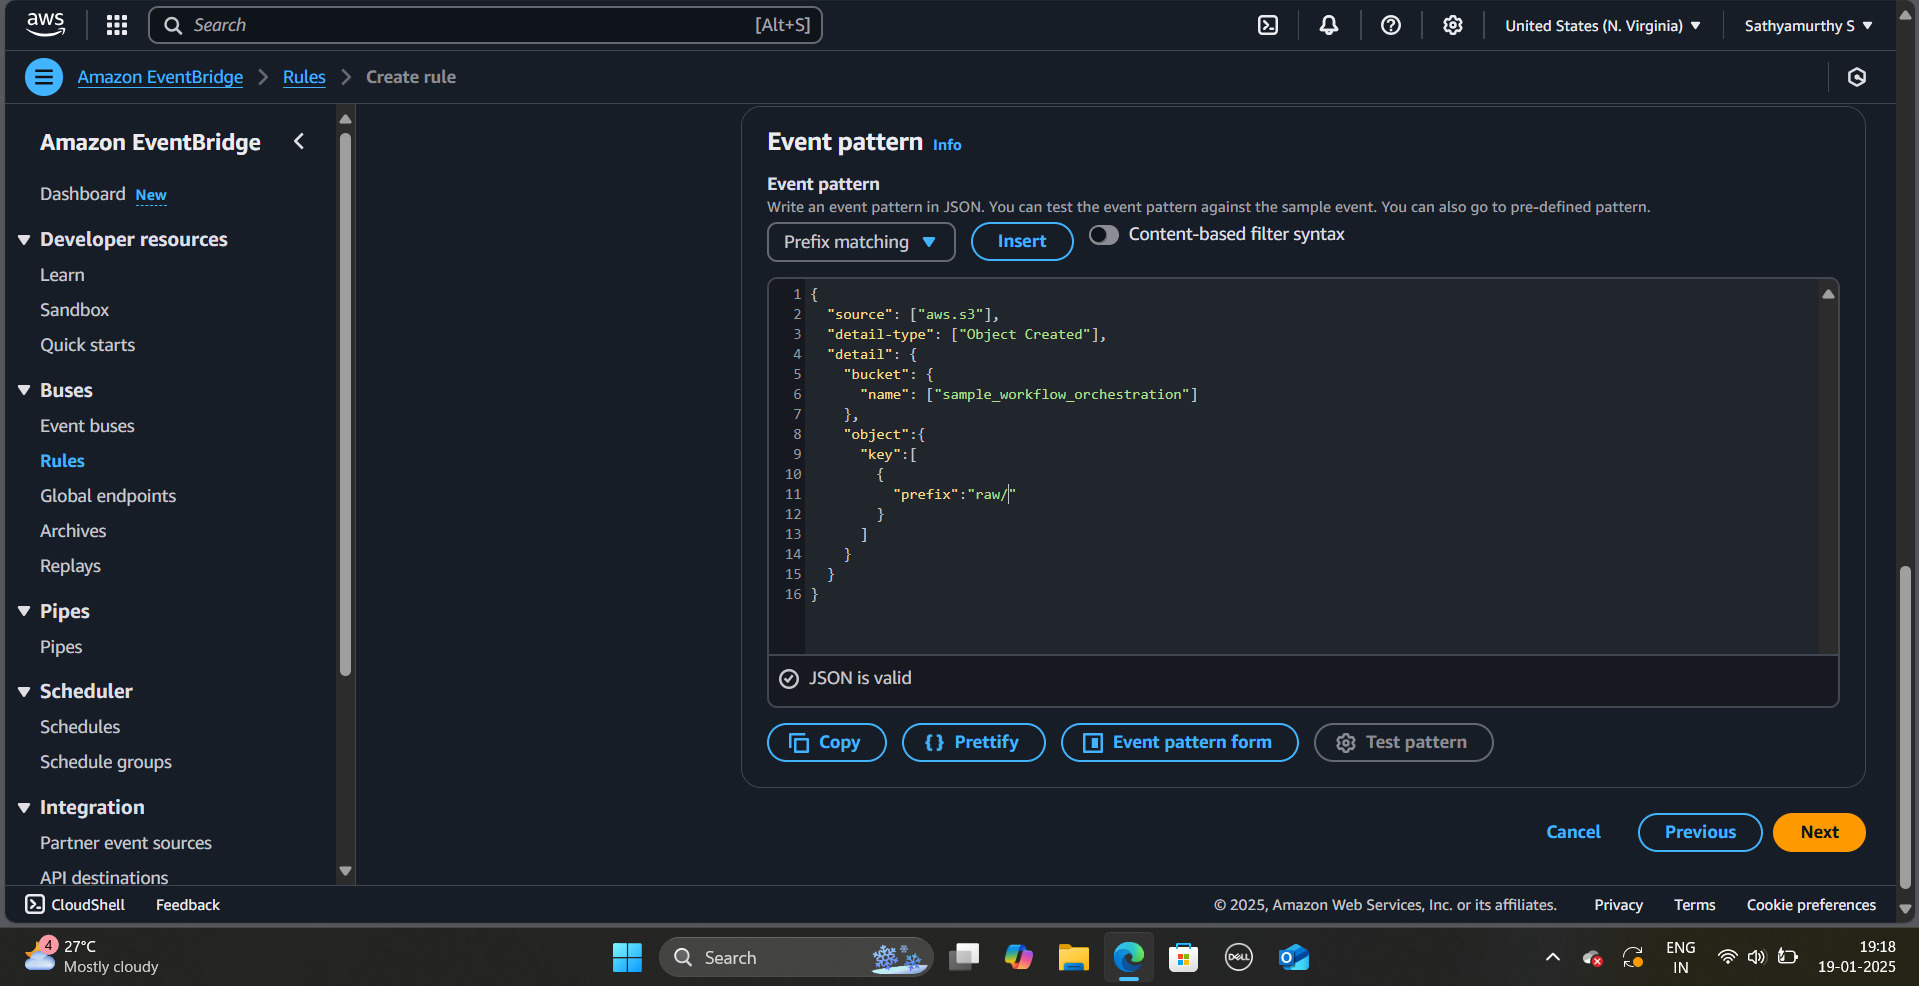 aws
Search [Alt+S]
United States (N. Virginia)
Sathyamurthy S
Amazon EventBridge
Rules
Create rule
Amazon EventBridge
Dashboard New
Developer resources
Learn
Sandbox
Quick starts
Buses
Event buses
Rules
Global endpoints
Archives
Replays
Pipes
Pipes
Scheduler
Schedules
Schedule groups
Integration
Partner event sources
API destinations
Event pattern Info
Event pattern
Write an event pattern in JSON. You can test the event pattern against the sample event. You can also go to pre-defined pattern.
Prefix matching
Insert
Content-based filter syntax
1 {
2 "source": ["aws.s3"],
3 "detail-type": ["Object Created"],
4 "detail": {
5 "bucket": {
6 "name": ["sample_workflow_orchestration"]
7 },
8 "object":{
9 "key":[
10 {
11 "prefix":"raw/"
12 }
13 ]
14 }
15 }
16 }
JSON is valid
Copy
{} Prettify
Event pattern form
Test pattern
Cancel
Previous
Next
CloudShell
Feedback
© 2025, Amazon Web Services, Inc. or its affiliates.
Privacy
Terms
Cookie preferences
4
27°C
Mostly cloudy
Search
DELL
ENG
IN
19:18
19-01-2025